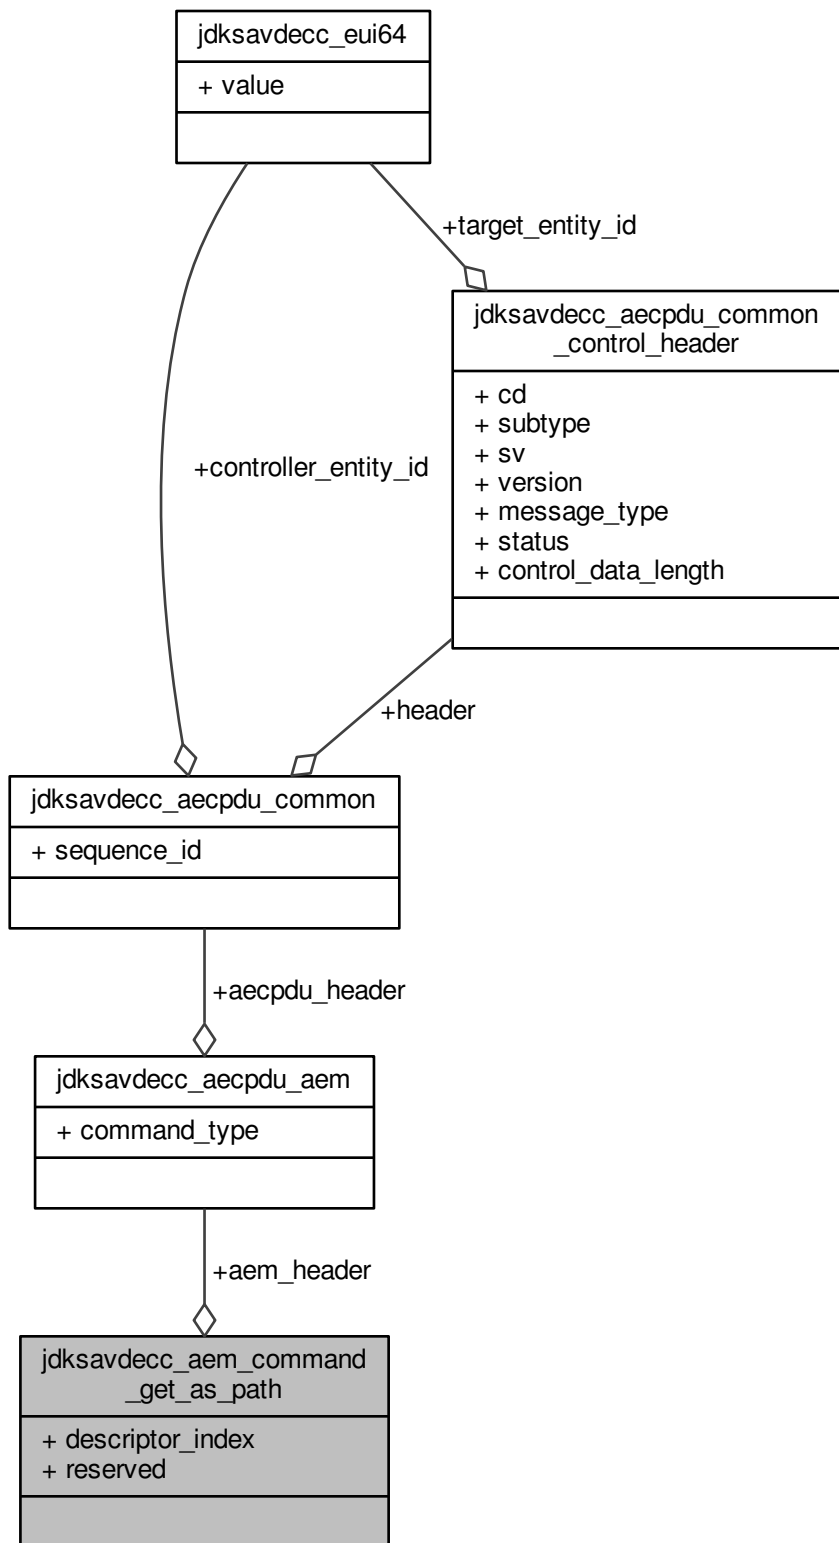 jdksavdecc_eui64
+ value
+target_entity_id
jdksavdecc_aecpdu_common
_control_header
+ cd
+ subtype
+ sv
+ version
+ message_type
+ status
+ control_data_length
+controller_entity_id
+header
jdksavdecc_aecpdu_common
+ sequence_id
+aecpdu_header
jdksavdecc_aecpdu_aem
+ command_type
+aem_header
jdksavdecc_aem_command
_get_as_path
+ descriptor_index
+ reserved